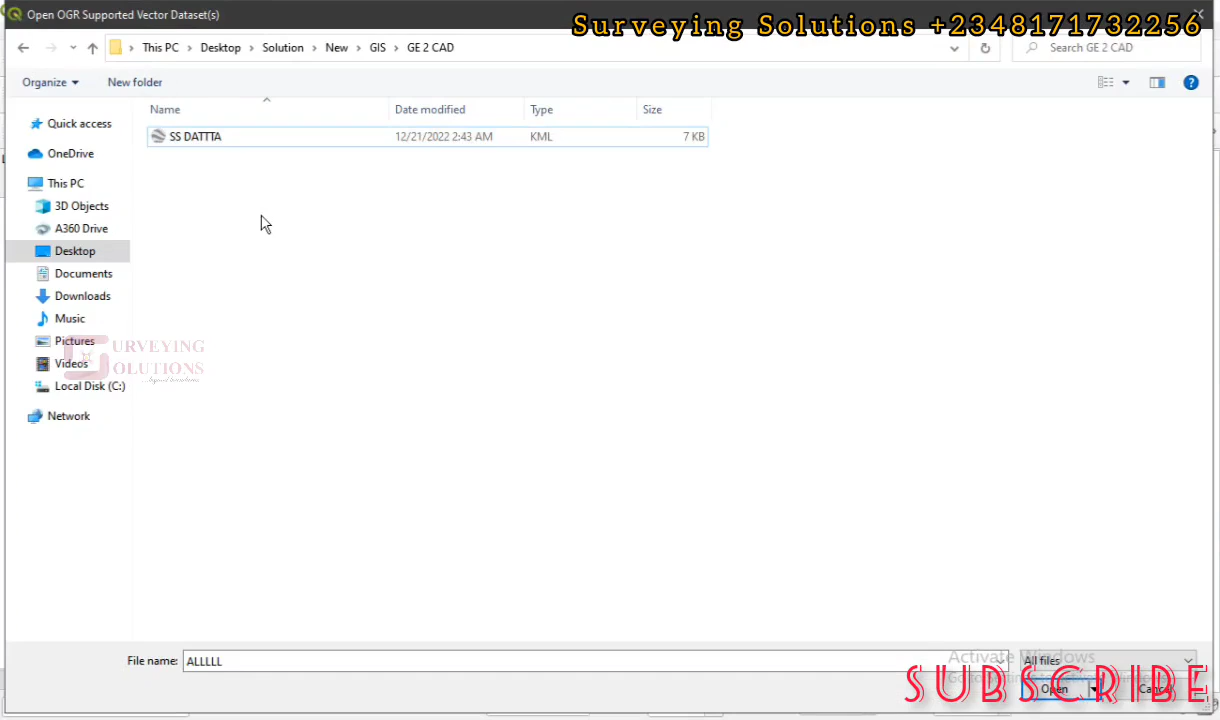 Open OGR Supported Vector Dataset(s)
Surveying Solutions +2348171732256
This PC > Desktop > Solution > New > GIS > GE 2 CAD
Search GE 2 CAD
Organize
New folder
Name
Date modified
Type
Size
SS DATTTA
12/21/2022 2:43 AM
KML
7 KB
Quick access
OneDrive
This PC
3D Objects
A360 Drive
Desktop
Documents
Downloads
Music
Pictures
Videos
Local Disk (C:)
Network
SURVEYING
SOLUTIONS
File name:
ALLLLL
Activate Windows
All files
SUBSCRIBE
Open
Cancel